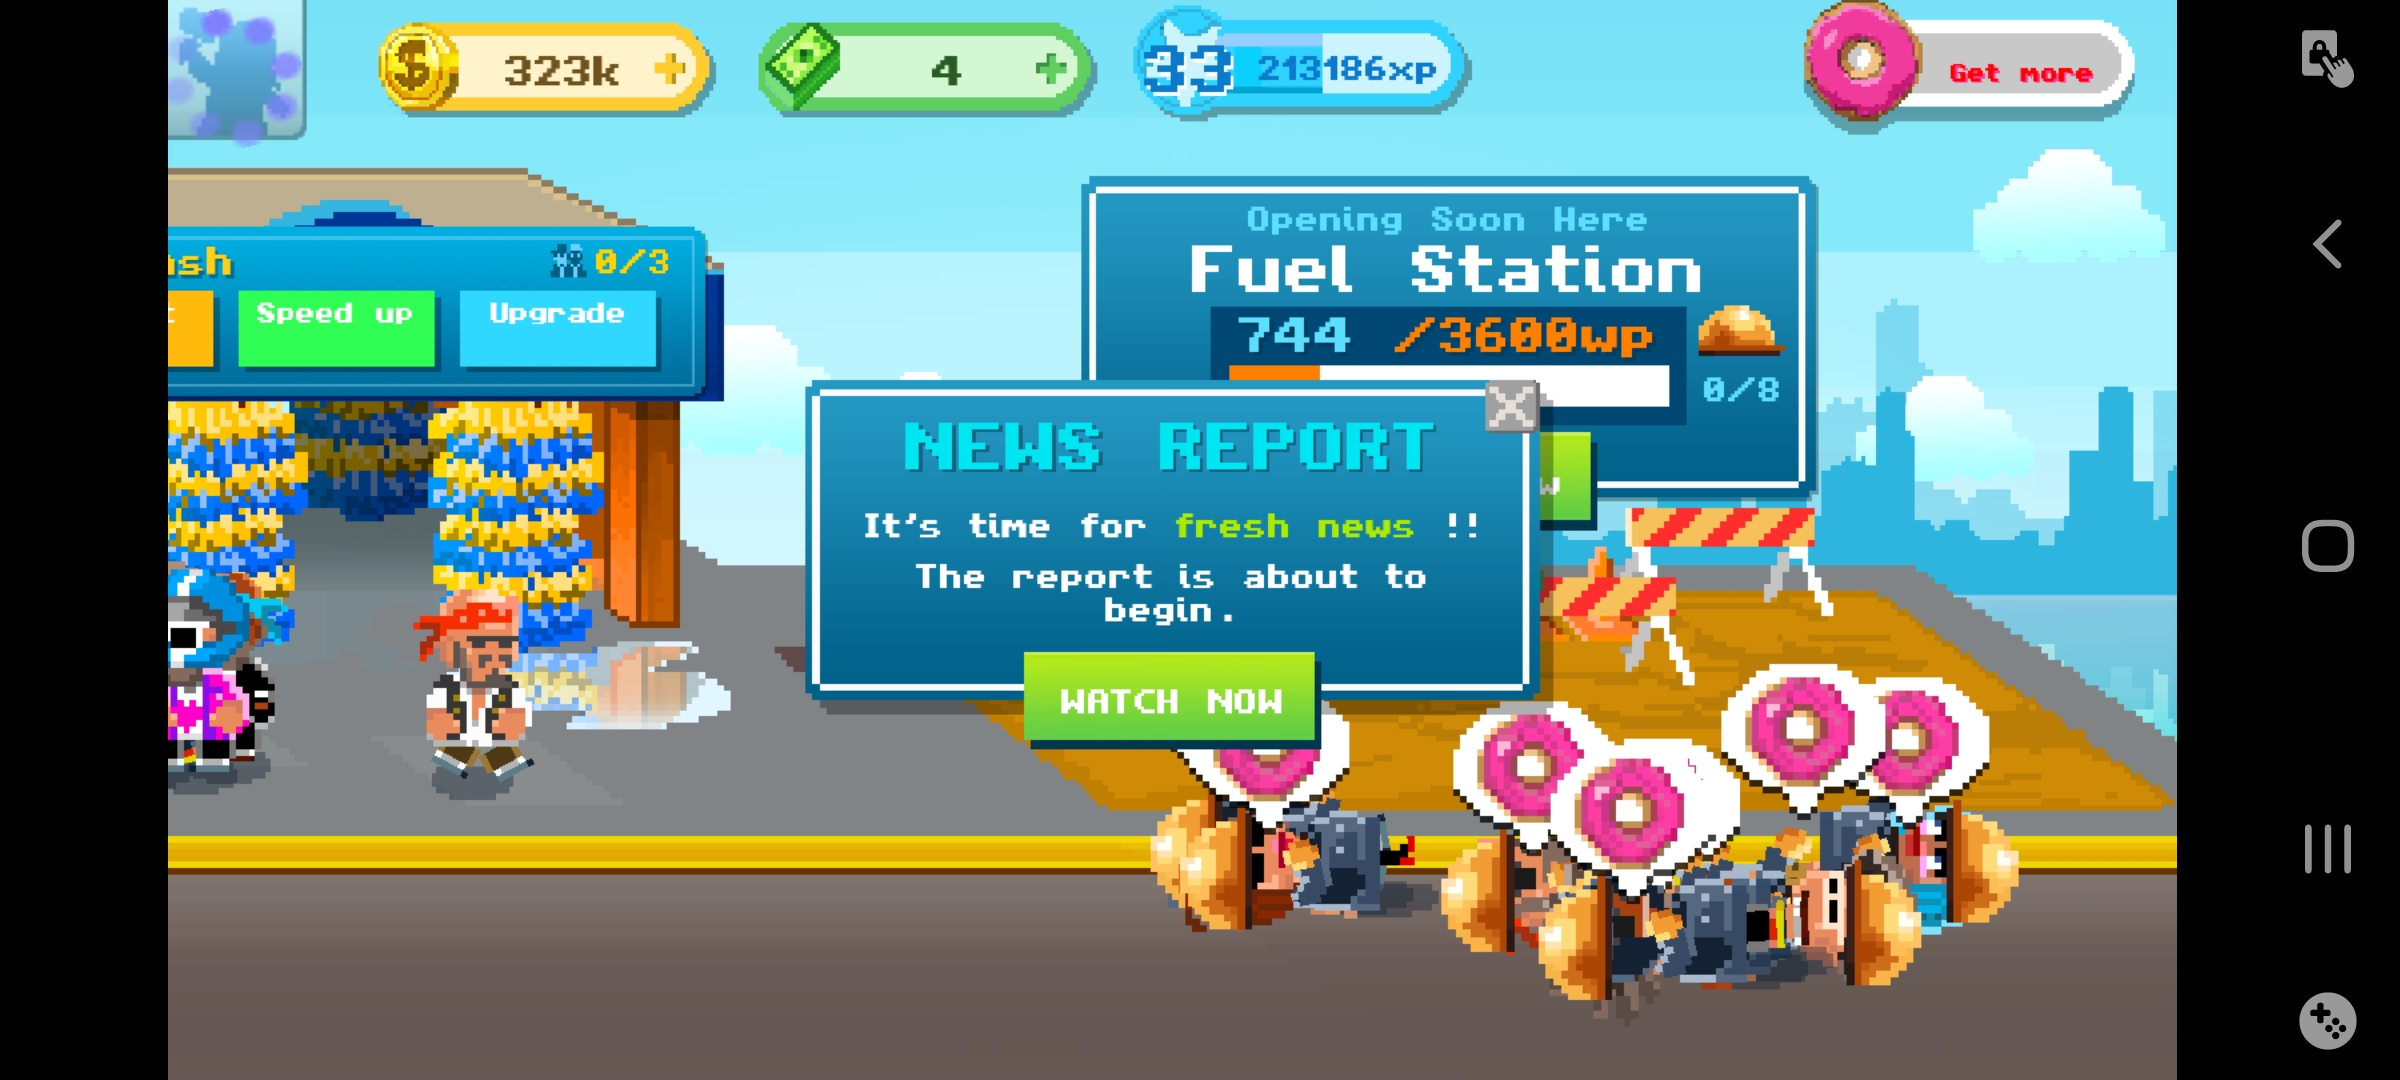 323k
4
33
213186xp
Get more
Opening Soon Here
Fuel Station
744 /3600wp
0/8
ash
0/3
Speed up
Upgrade
NEWS REPORT
It's time for fresh news !!
The report is about to
begin.
WATCH NOW